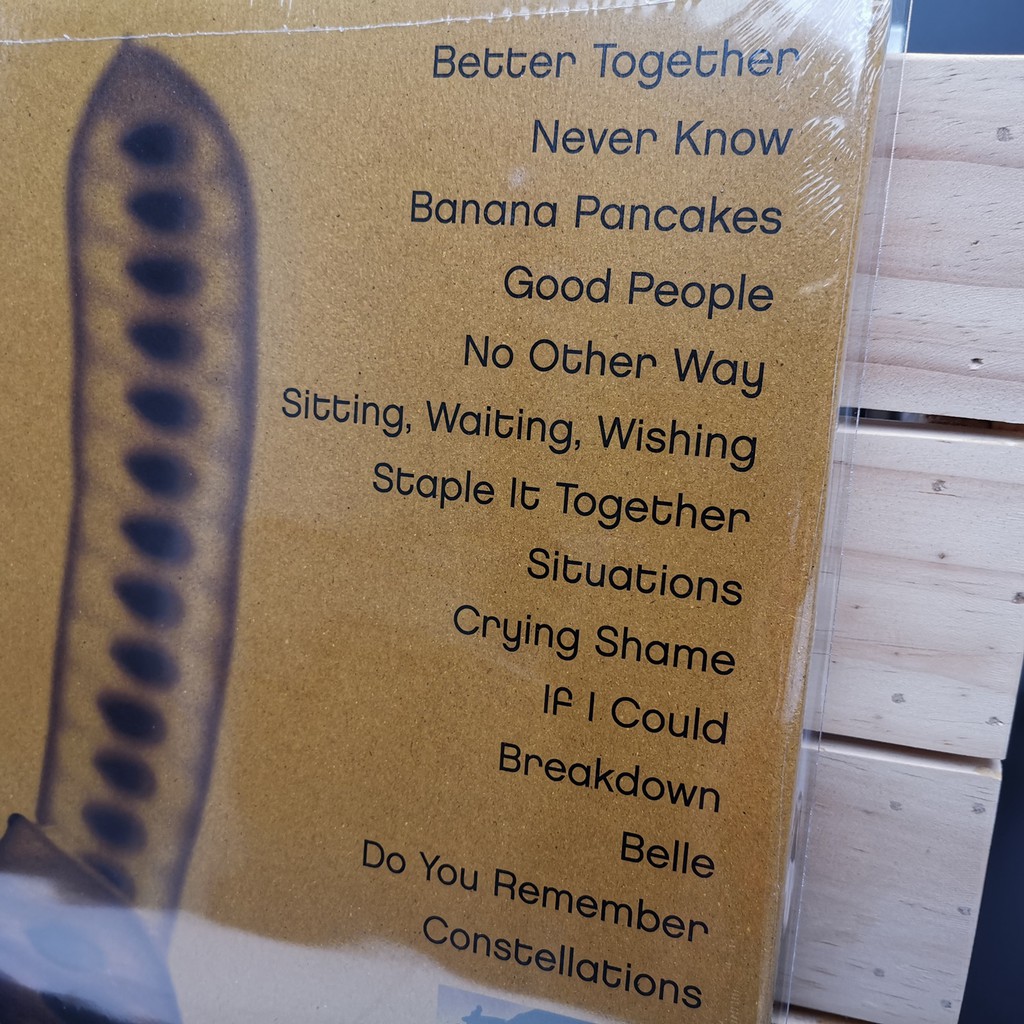 Better Together
Never Know
Banana Pancakes
Good People
No Other Way
Sitting, Waiting, Wishing
Staple It Together
Situations
Crying Shame
If I Could
Breakdown
Belle
Do You Remember
Constellations